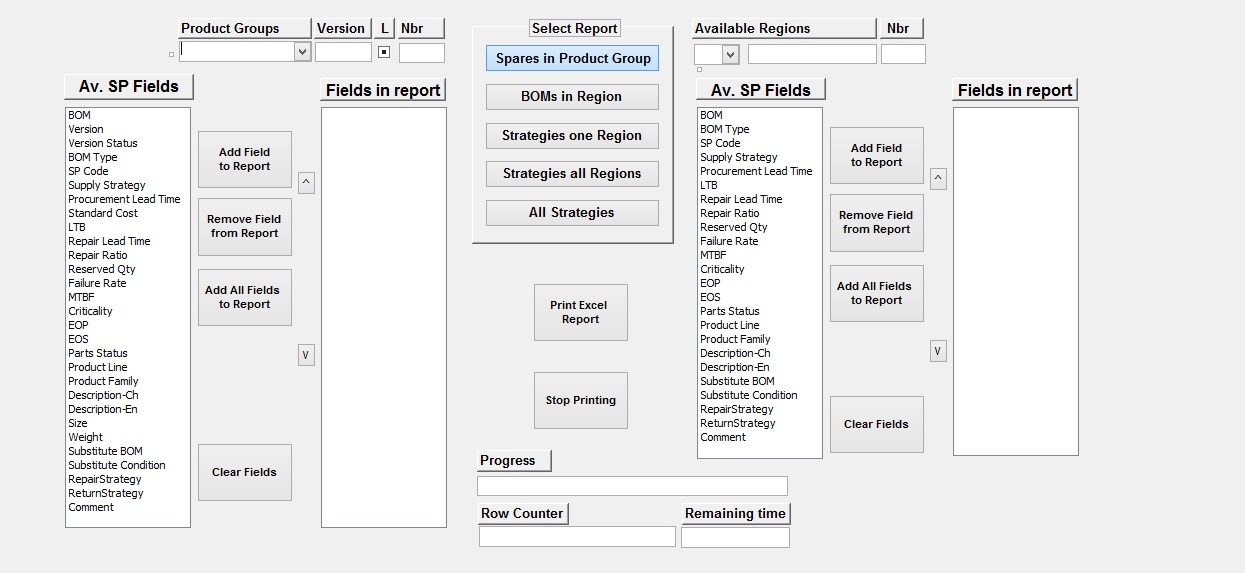 Product Groups
Version
L
Nbr
Av. SP Fields
Fields in report
BOM
Version
Version Status
BOM Type
SP Code
Supply Strategy
Procurement Lead Time
Standard Cost
LTB
Repair Lead Time
Repair Ratio
Reserved Qty
Failure Rate
MTBF
Criticality
EOP
EOS
Parts Status
Product Line
Product Family
Description-Ch
Description-En
Size
Weight
Substitute BOM
Substitute Condition
RepairStrategy
ReturnStrategy
Comment
Add Field
to Report
Remove Field
from Report
Add All Fields
to Report
Clear Fields
^
V
Select Report
Spares in Product Group
BOMs in Region
Strategies one Region
Strategies all Regions
All Strategies
Print Excel
Report
Stop Printing
Progress
Row Counter
Remaining time
Available Regions
Nbr
Av. SP Fields
Fields in report
BOM
BOM Type
SP Code
Supply Strategy
Procurement Lead Time
LTB
Repair Lead Time
Repair Ratio
Reserved Qty
Failure Rate
MTBF
Criticality
EOP
EOS
Parts Status
Product Line
Product Family
Description-Ch
Description-En
Substitute BOM
Substitute Condition
RepairStrategy
ReturnStrategy
Comment
Add Field
to Report
Remove Field
from Report
Add All Fields
to Report
Clear Fields
^
V